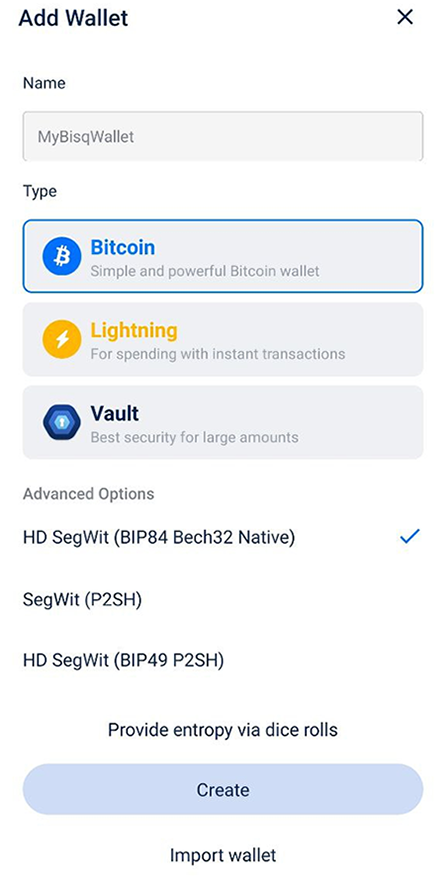 Add Wallet
Name
MyBisqWallet
Type
Bitcoin
Simple and powerful Bitcoin wallet
Lightning
For spending with instant transactions
Vault
Best security for large amounts
Advanced Options
HD SegWit (BIP84 Bech32 Native)
SegWit (P2SH)
HD SegWit (BIP49 P2SH)
Provide entropy via dice rolls
Create
Import wallet